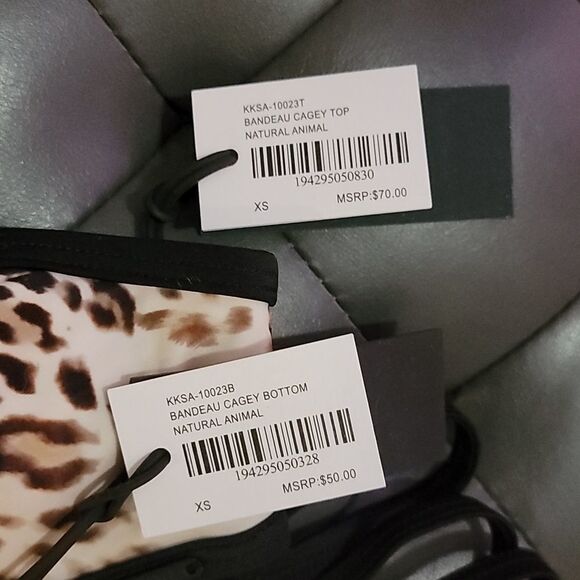 KKSA-10023T
BANDEAU CAGEY TOP
NATURAL ANIMAL
194295050830
XS MSRP:$70.00
KKSA-10023B
BANDEAU CAGEY BOTTOM
NATURAL ANIMAL
194295050328
XS MSRP:$50.00